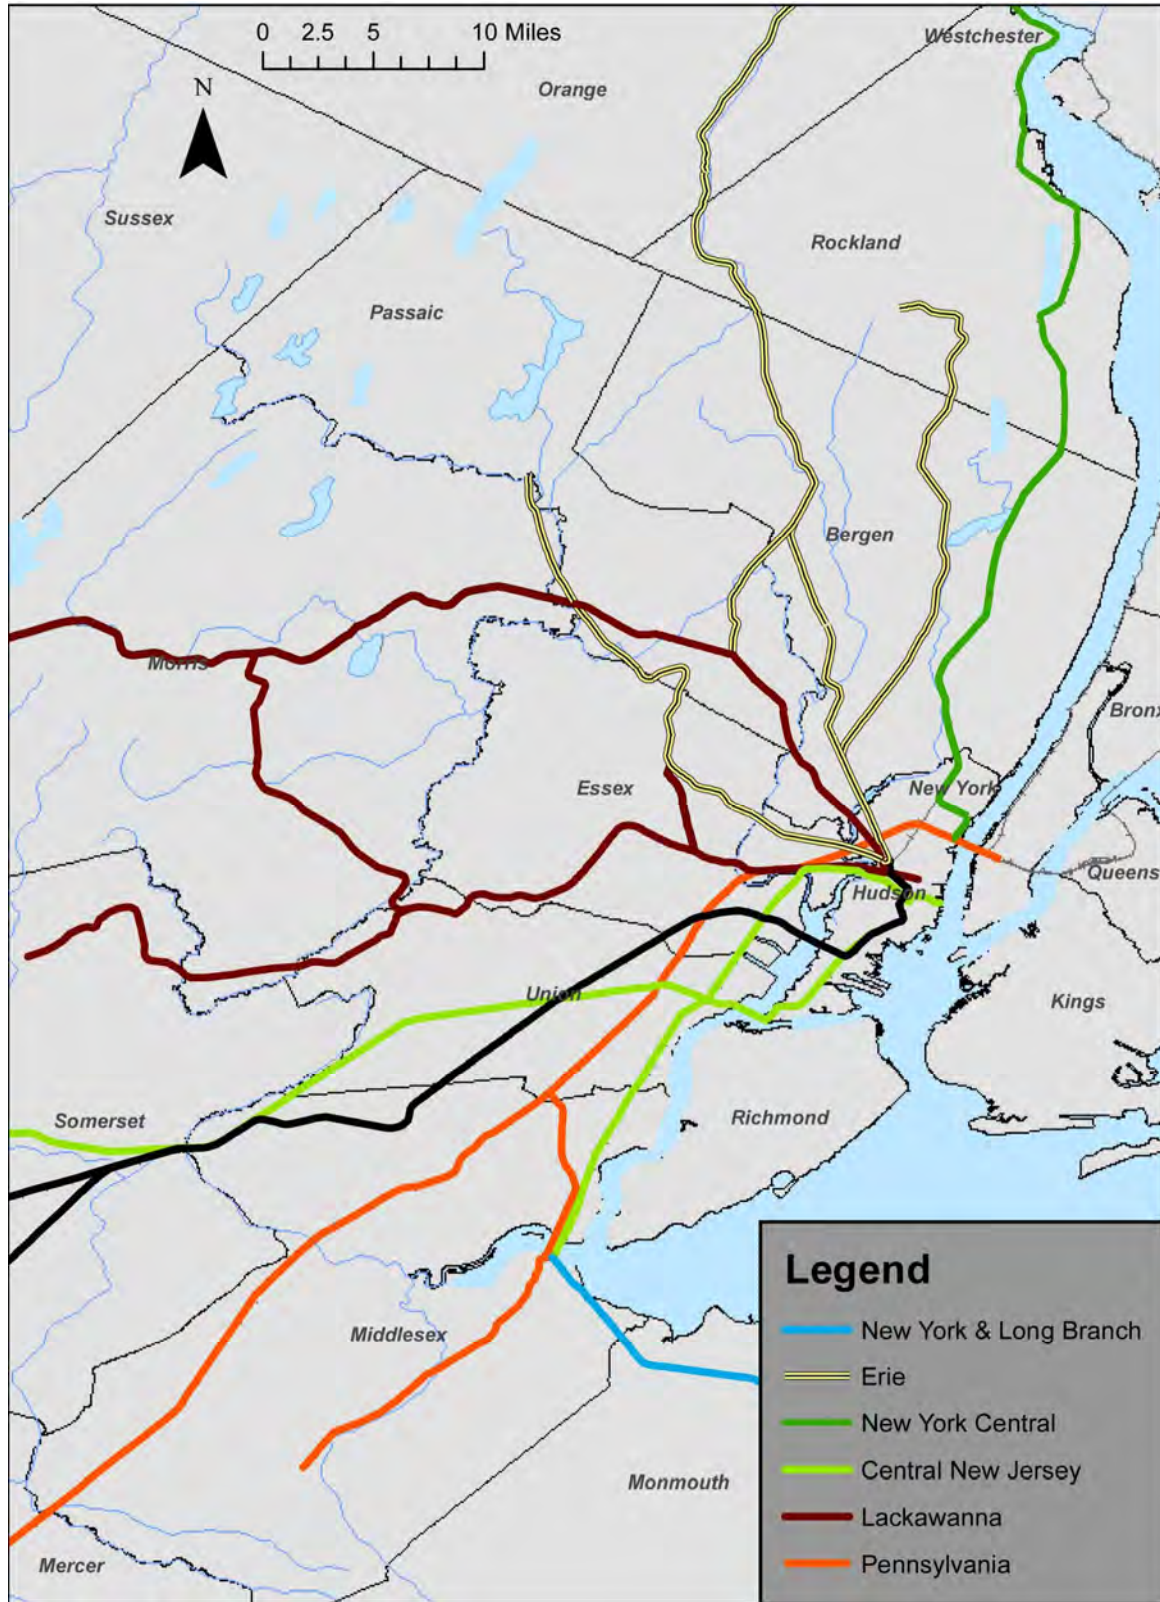 0 2.5 5 10 Miles
Westchester
N
Orange
Sussex
Rockland
Passaic
Bergen
Morris
Bronx
Essex
New York
Queens
Hudson
Union
Kings
Somerset
Richmond
Middlesex
Monmouth
Mercer
Legend
New York & Long Branch
Erie
New York Central
Central New Jersey
Lackawanna
Pennsylvania